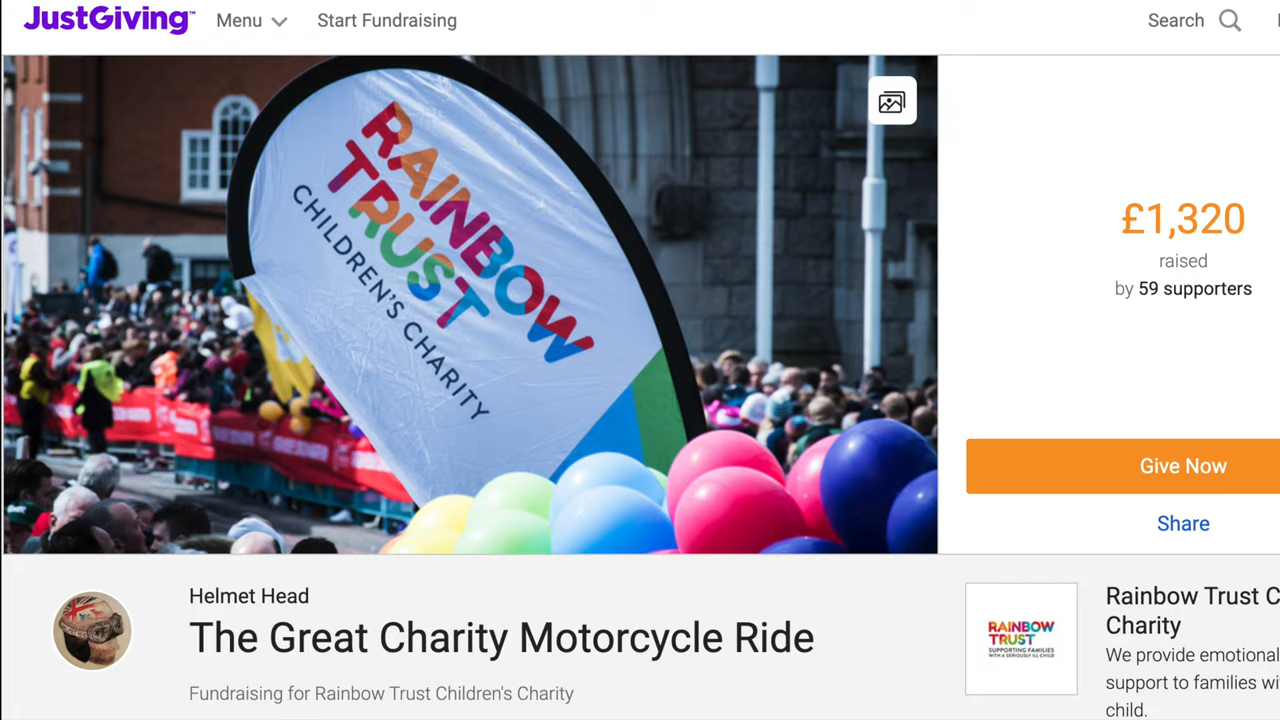 JustGiving™
Menu
Start Fundraising
Search
RAINBOW
TRUST
CHILDREN'S CHARITY
£1,320
raised
by 59 supporters
Give Now
Share
Helmet Head
The Great Charity Motorcycle Ride
Fundraising for Rainbow Trust Children's Charity
RAINBOW
TRUST
SUPPORTING FAMILIES
WITH A SERIOUSLY ILL CHILD
Rainbow Trust C
Charity
We provide emotional
support to families wi
child.